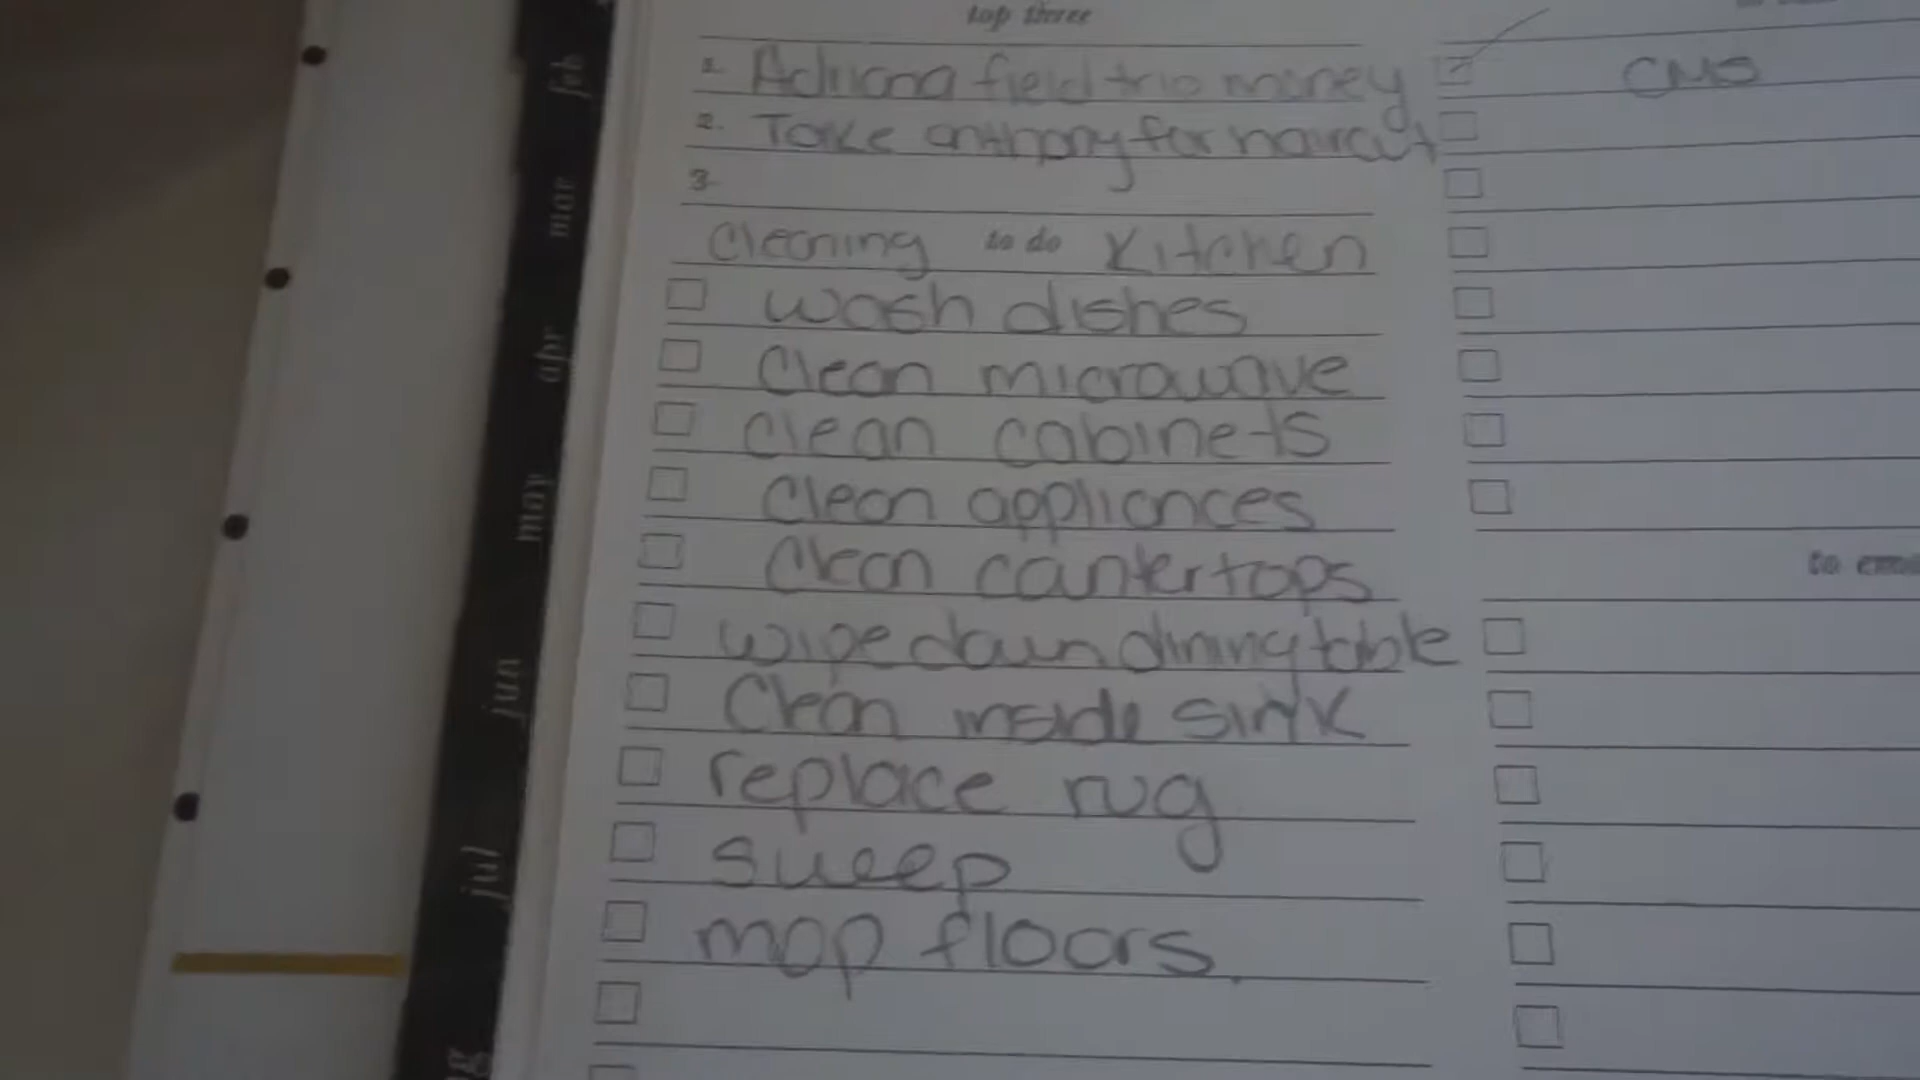 top three
1. Adriana field trip money
2. Take anthony for haircut
3.
Cleaning to do Kitchen
wash dishes
Clean microwave
clean cabinets
Clean appliances
Clean countertops
wipe down dining table
Clean inside sink
replace rug
sweep
mop floors.
CMS
to
feb
mar
apr
may
jun
jul